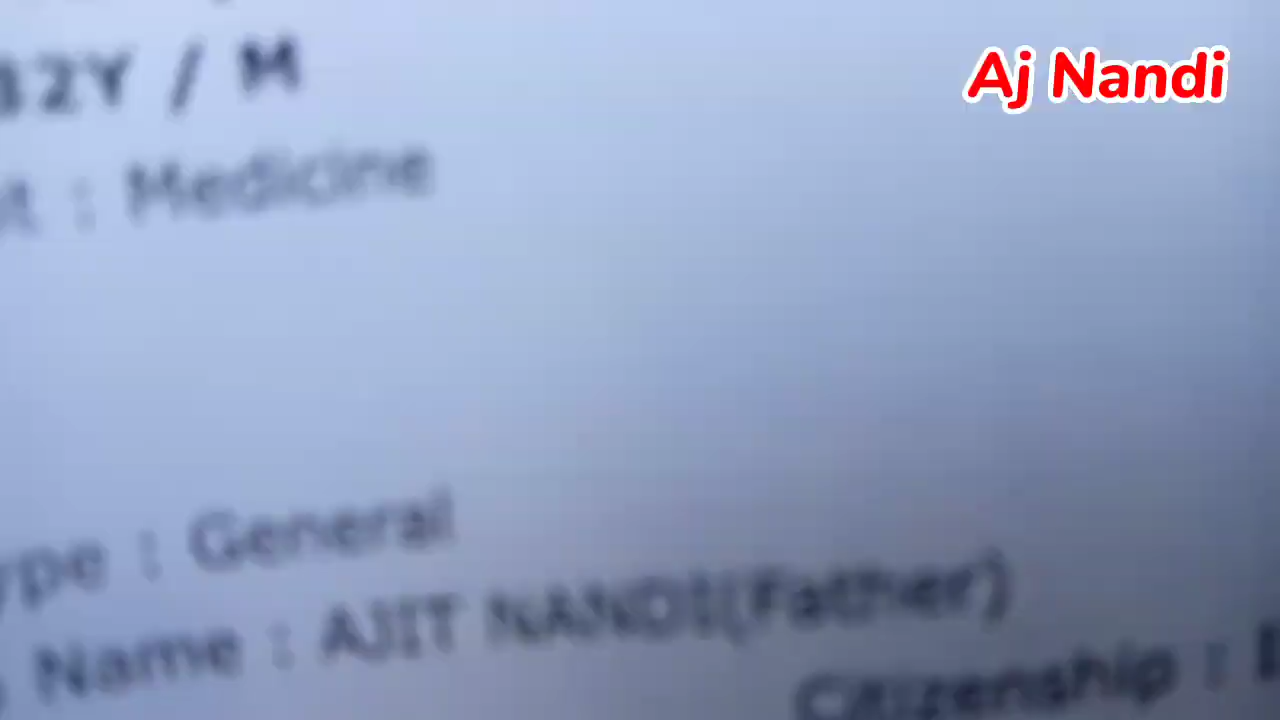 Aj Nandi
32Y / M
: Medicine
: General
Name : AJIT NANDI(Father)
Citizenship :